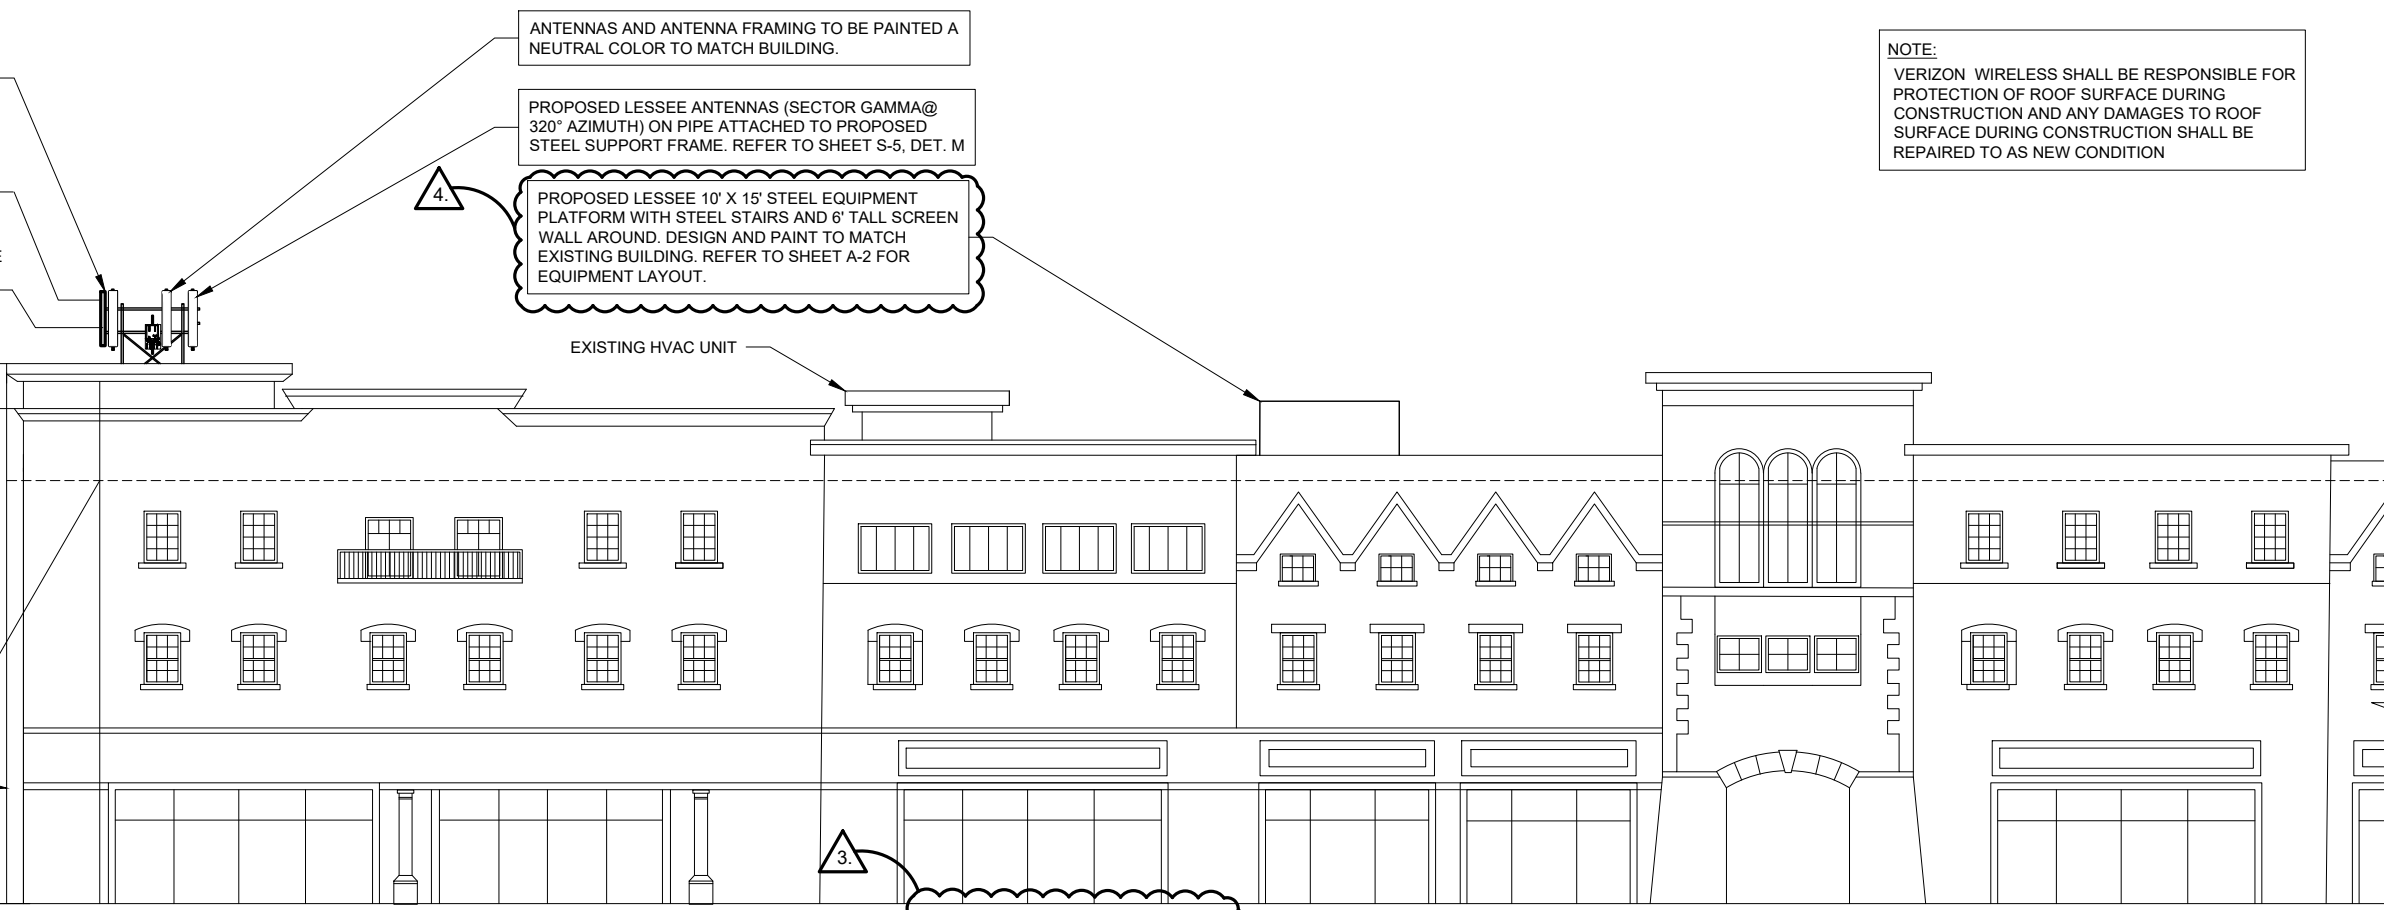 ANTENNAS AND ANTENNA FRAMING TO BE PAINTED A
NEUTRAL COLOR TO MATCH BUILDING.
PROPOSED LESSEE ANTENNAS (SECTOR GAMMA@
320° AZIMUTH) ON PIPE ATTACHED TO PROPOSED
STEEL SUPPORT FRAME. REFER TO SHEET S-5, DET. M
4.
PROPOSED LESSEE 10' X 15' STEEL EQUIPMENT
PLATFORM WITH STEEL STAIRS AND 6' TALL SCREEN
WALL AROUND. DESIGN AND PAINT TO MATCH
EXISTING BUILDING. REFER TO SHEET A-2 FOR
EQUIPMENT LAYOUT.
EXISTING HVAC UNIT
NOTE:
VERIZON WIRELESS SHALL BE RESPONSIBLE FOR
PROTECTION OF ROOF SURFACE DURING
CONSTRUCTION AND ANY DAMAGES TO ROOF
SURFACE DURING CONSTRUCTION SHALL BE
REPAIRED TO AS NEW CONDITION
3.